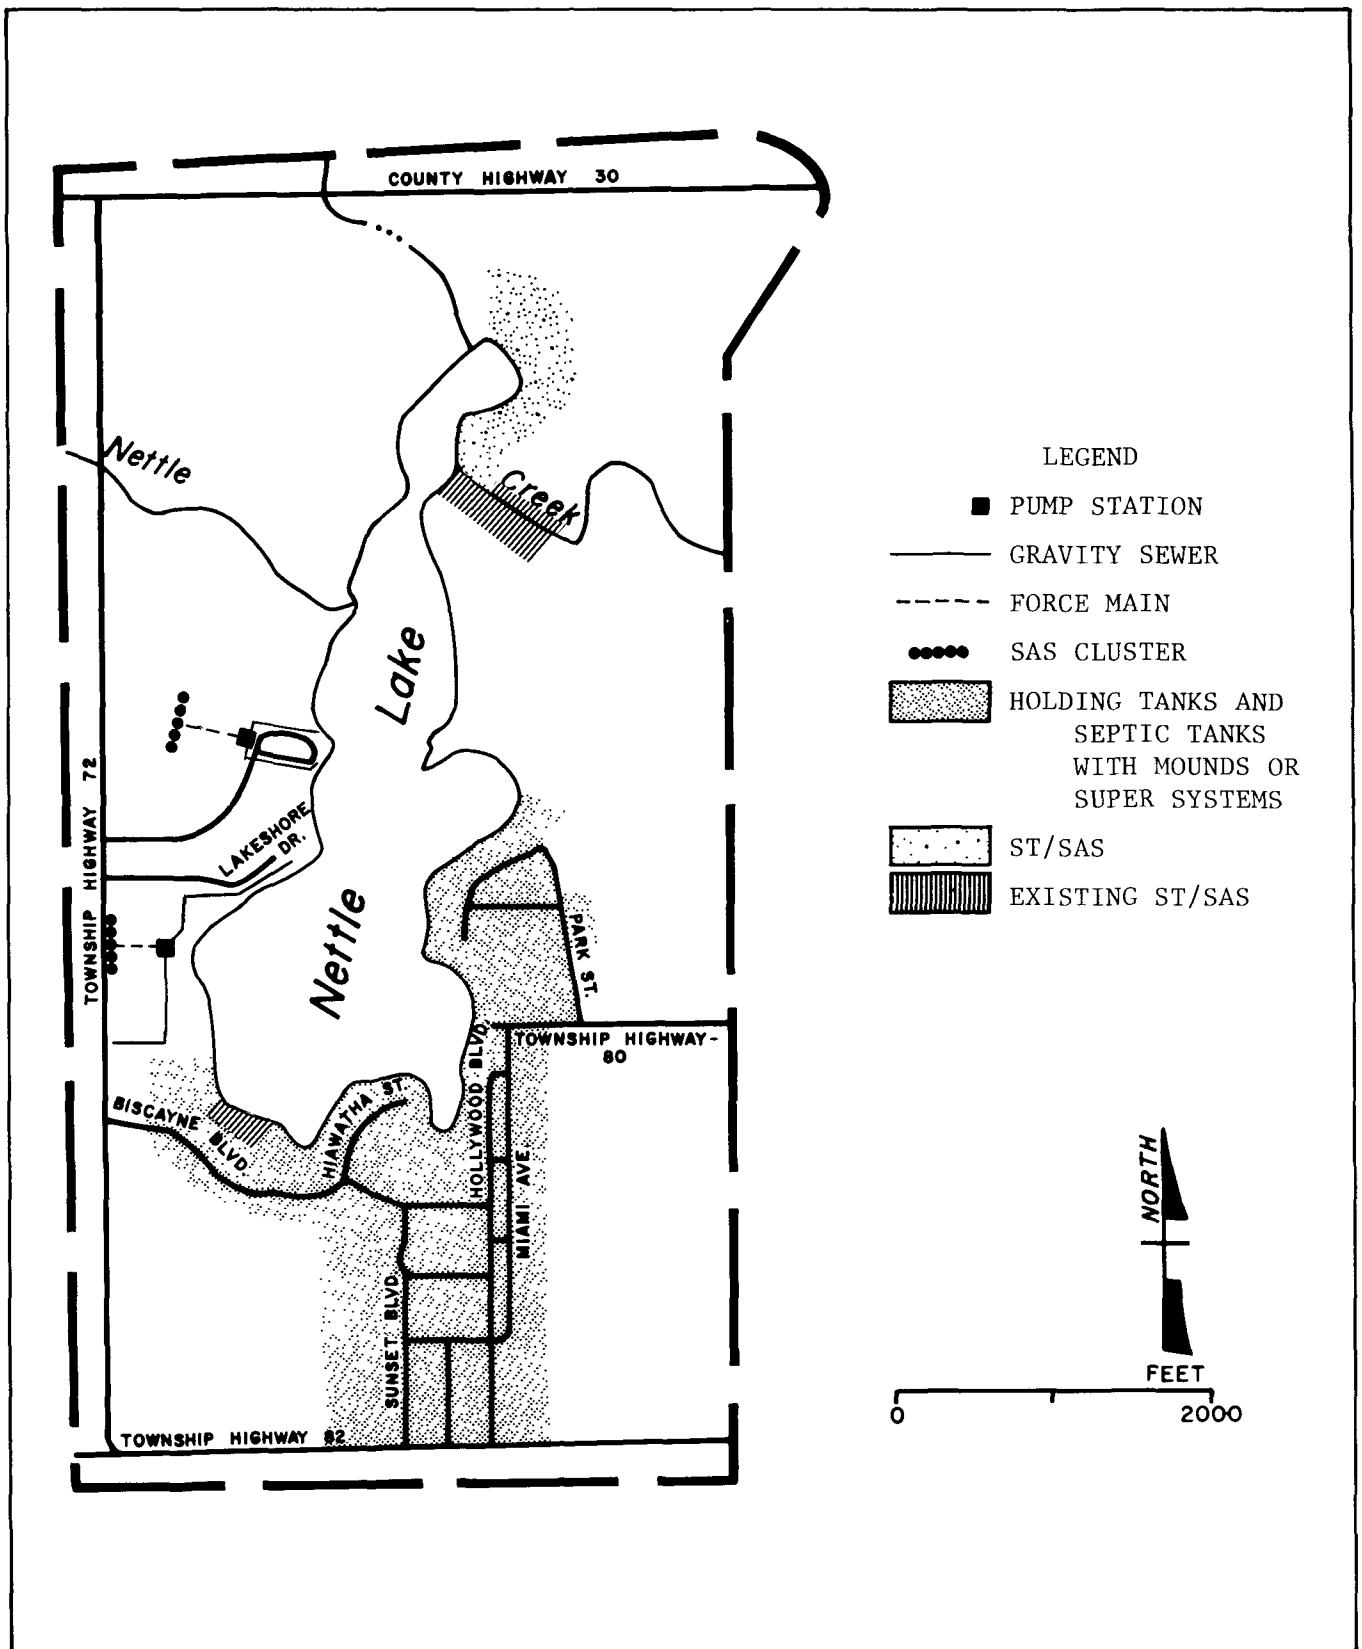 COUNTY HIGHWAY 30
Nettle
Creek
Lake
Nettle
TOWNSHIP HIGHWAY 72
LAKESHORE
DR.
PARK ST.
TOWNSHIP HIGHWAY-
80
HOLLYWOOD BLVD.
MIAMI AVE.
HIAWATHA ST.
BISCAYNE BLVD.
SUNSET BLVD.
TOWNSHIP HIGHWAY 82
LEGEND
PUMP STATION
GRAVITY SEWER
FORCE MAIN
SAS CLUSTER
HOLDING TANKS AND
SEPTIC TANKS
WITH MOUNDS OR
SUPER SYSTEMS
ST/SAS
EXISTING ST/SAS
NORTH
FEET
0 2000